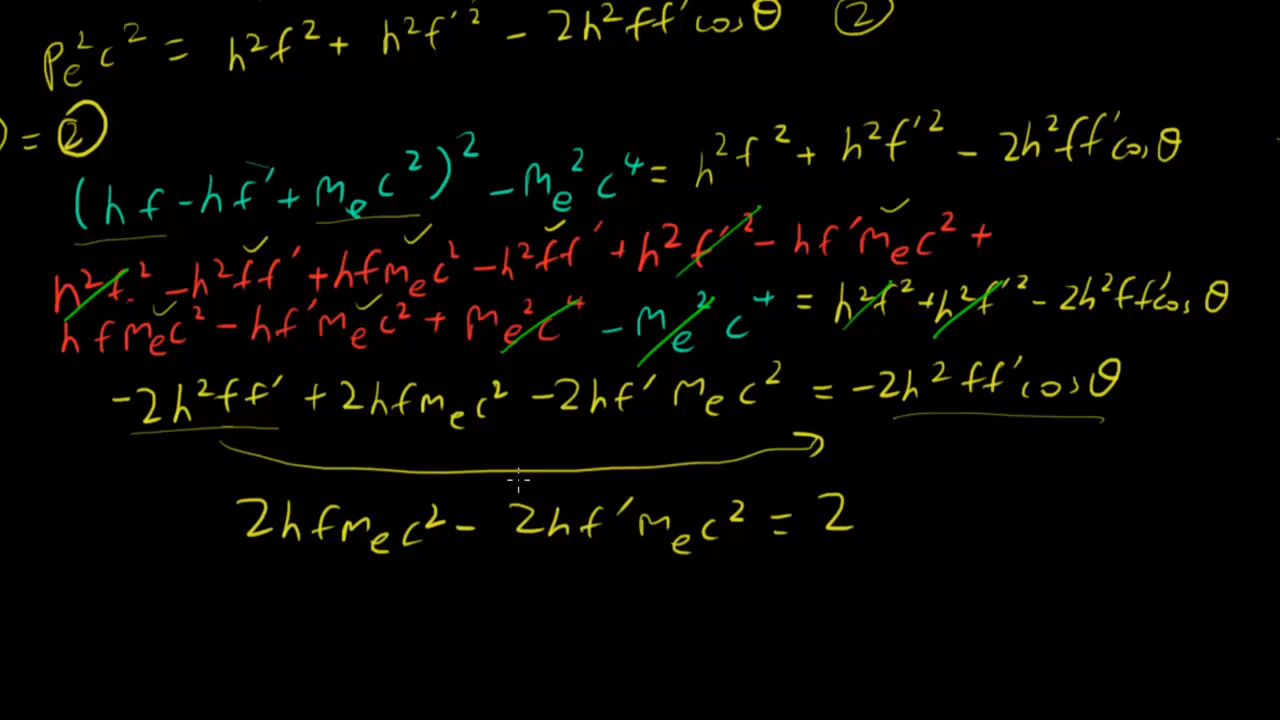 Pe²c² = h²f² + h²f'² - 2h²ff'cosθ ②
) = ②
(hf - hf' + mec²)² - me²c⁴ = h²f² + h²f'² - 2h²ff'cosθ
h²f² - h²ff' + hfmec² - h²ff' + h²f'² - hf'mec² +
hfmec² - hf'mec² + me²c⁴ - me²c⁴ = h²f² + h²f'² - 2h²ff'cosθ
-2h²ff' + 2hfmec² - 2hf'mec² = -2h²ff'cosθ
2hfmec² - 2hf'mec² = 2